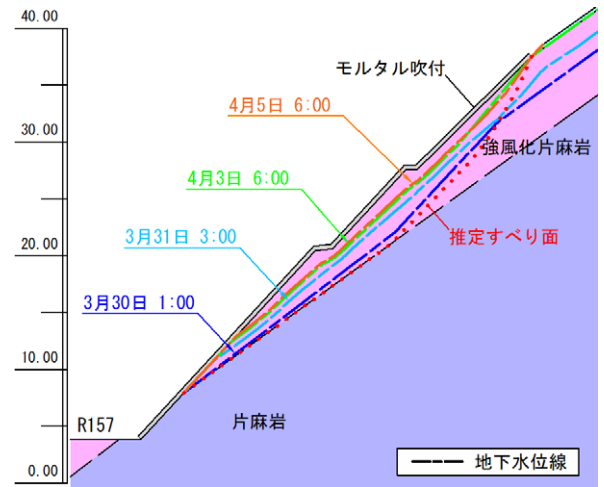 40.00
モルタル吹付
4月5日 6:00
30.00
強風化片麻岩
4月3日 6:00
推定すべり面
3月31日 3:00
20.00
3月30日 1:00
10.00
R157
片麻岩
地下水位線
0.00